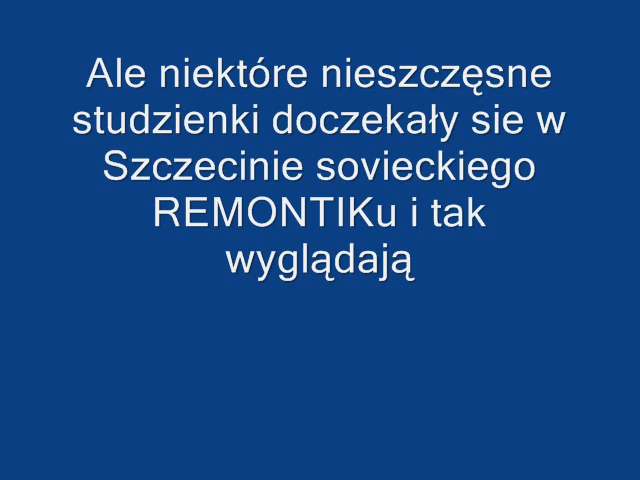 Ale niektóre nieszczęsne
studzienki doczekały sie w
Szczecinie sovieckiego
REMONTIKu i tak
wyglądają